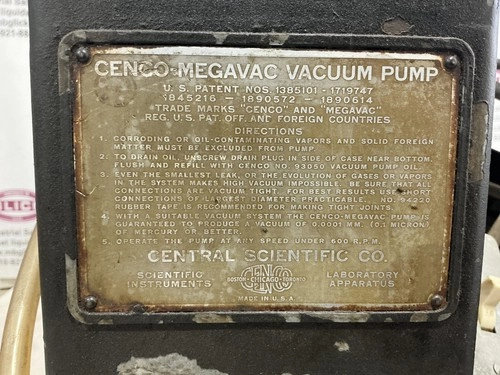 CENCO-MEGAVAC VACUUM PUMP
U. S. PATENT NOS. 1385101 - 1719747
1845216 - 1890572 - 1890614
TRADE MARKS "CENCO" AND "MEGAVAC"
REG. U.S. PAT. OFF. AND FOREIGN COUNTRIES
DIRECTIONS
1. CORRODING OR OIL-CONTAMINATING VAPORS AND SOLID FOREIGN
MATTER MUST BE EXCLUDED FROM PUMP.
2. TO DRAIN OIL, UNSCREW DRAIN PLUG IN SIDE OF CASE NEAR BOTTOM.
FLUSH AND REFILL WITH CENCO NO. 93050 VACUUM PUMP OIL.
3. EVEN THE SMALLEST LEAK, OR THE EVOLUTION OF GASES OR VAPORS
IN THE SYSTEM MAKES HIGH VACUUM IMPOSSIBLE. BE SURE THAT ALL
CONNECTIONS ARE VACUUM TIGHT. FOR BEST RESULTS USE SHORT
CONNECTIONS OF LARGEST DIAMETER PRACTICABLE. NO. 94220
RUBBER TAPE IS RECOMMENDED FOR MAKING TIGHT JOINTS.
4. WITH A SUITABLE VACUUM SYSTEM THE CENCO-MEGAVAC PUMP IS
GUARANTEED TO PRODUCE A VACUUM OF 0.0001 MM. (0.1 MICRON)
OF MERCURY OR BETTER.
5. OPERATE THE PUMP AT ANY SPEED UNDER 600 R.P.M.
CENTRAL SCIENTIFIC CO.
SCIENTIFIC INSTRUMENTS
BOSTON-CHICAGO-TORONTO
CENCO
LABORATORY APPARATUS
MADE IN U.S.A.